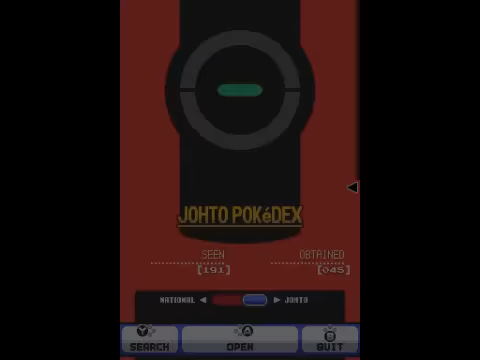 JOHTO POKéDEX
SEEN OBTAINED
[191] [045]
NATIONAL ◀ ▶ JOHTO
Y A B
SEARCH OPEN QUIT